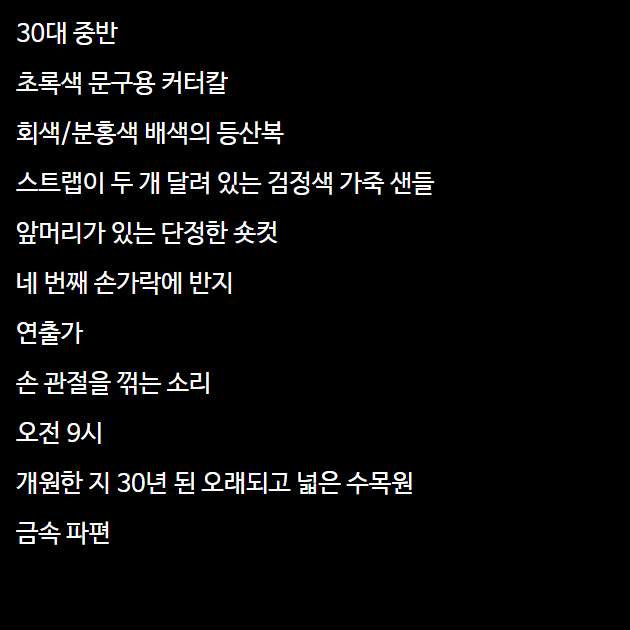 30대 중반
초록색 문구용 커터칼
회색/분홍색 배색의 등산복
스트랩이 두 개 달려 있는 검정색 가죽 샌들
앞머리가 있는 단정한 숏컷
네 번째 손가락에 반지
연출가
손 관절을 꺾는 소리
오전 9시
개원한 지 30년 된 오래되고 넓은 수목원
금속 파편